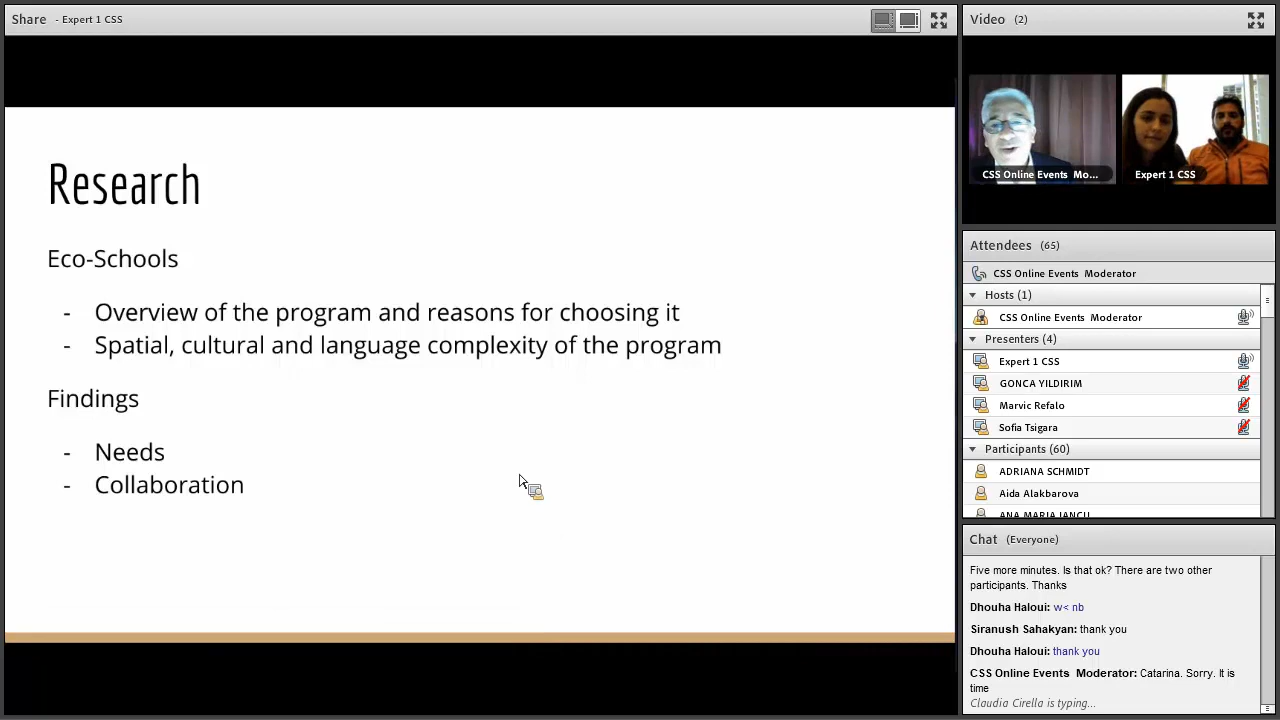 Share - Expert 1 CSS
Research
Eco-Schools
- Overview of the program and reasons for choosing it
- Spatial, cultural and language complexity of the program
Findings
- Needs
- Collaboration
Video (2)
CSS Online Events Mo...
Expert 1 CSS
Attendees (65)
CSS Online Events Moderator
Hosts (1)
CSS Online Events Moderator
Presenters (4)
Expert 1 CSS
GONCA YILDIRIM
Marvic Refalo
Sofia Tsigara
Participants (60)
ADRIANA SCHMIDT
Aida Alakbarova
ANA MARIA IANCU
Chat (Everyone)
Five more minutes. Is that ok? There are two other
participants. Thanks
Dhouha Haloui: w< nb
Siranush Sahakyan: thank you
Dhouha Haloui: thank you
CSS Online Events Moderator: Catarina. Sorry. It is
time
Claudia Cirella is typing...